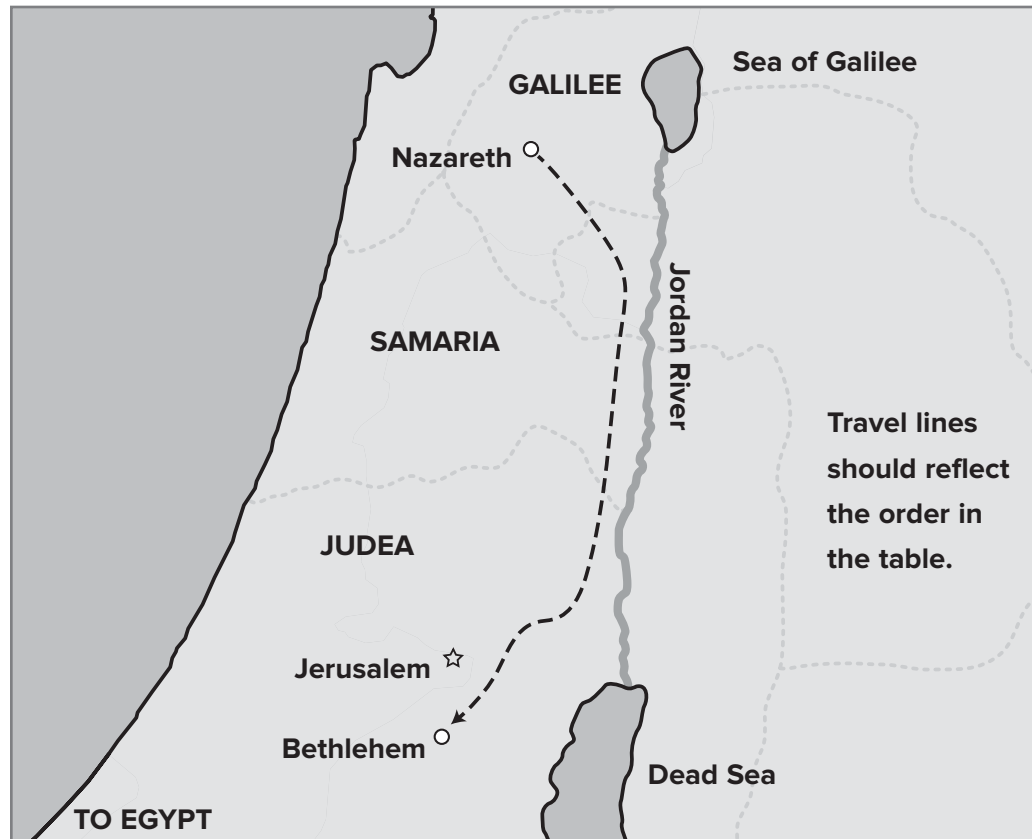 Sea of Galilee
GALILEE
Nazareth
Jordan River
SAMARIA
Travel lines
should reflect
the order in
the table.
JUDEA
Jerusalem
Bethlehem
Dead Sea
TO EGYPT